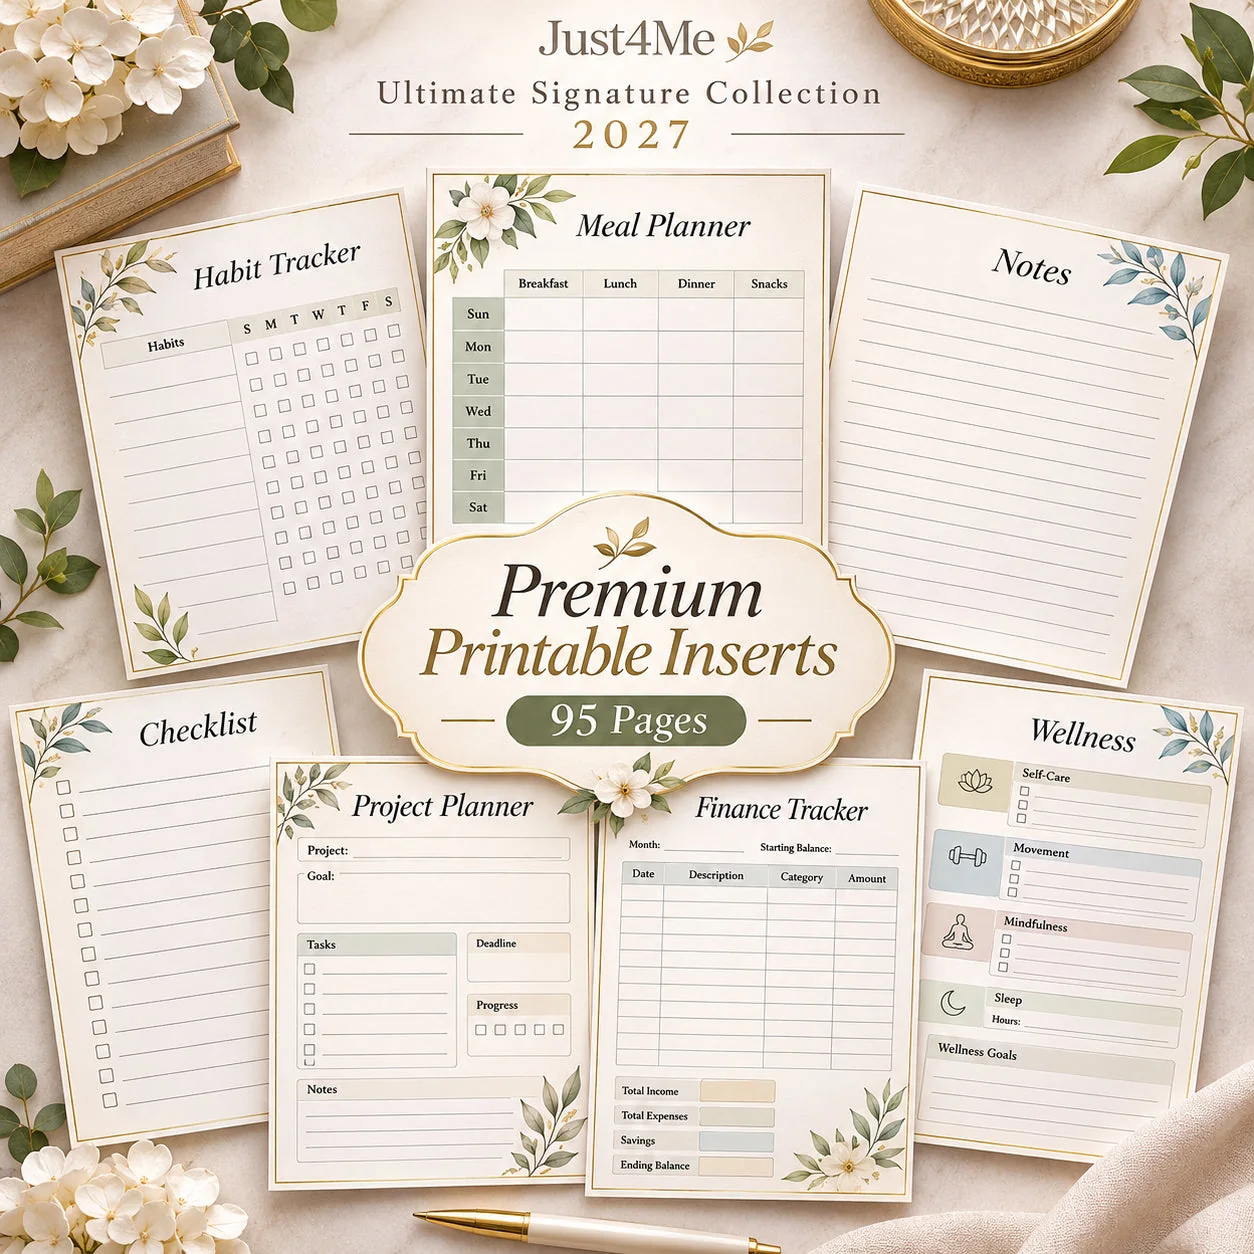 Just4Me
Ultimate Signature Collection
2027
Habit Tracker
Habits
S M T W T F S
Meal Planner
Breakfast Lunch Dinner Snacks
Sun
Mon
Tue
Wed
Thu
Fri
Sat
Notes
Premium
Printable Inserts
95 Pages
Checklist
Project Planner
Project:
Goal:
Tasks
Deadline
Progress
Notes
Finance Tracker
Month: Starting Balance:
Date Description Category Amount
Total Income
Total Expenses
Savings
Ending Balance
Wellness
Self-Care
Movement
Mindfulness
Sleep
Hours:
Wellness Goals